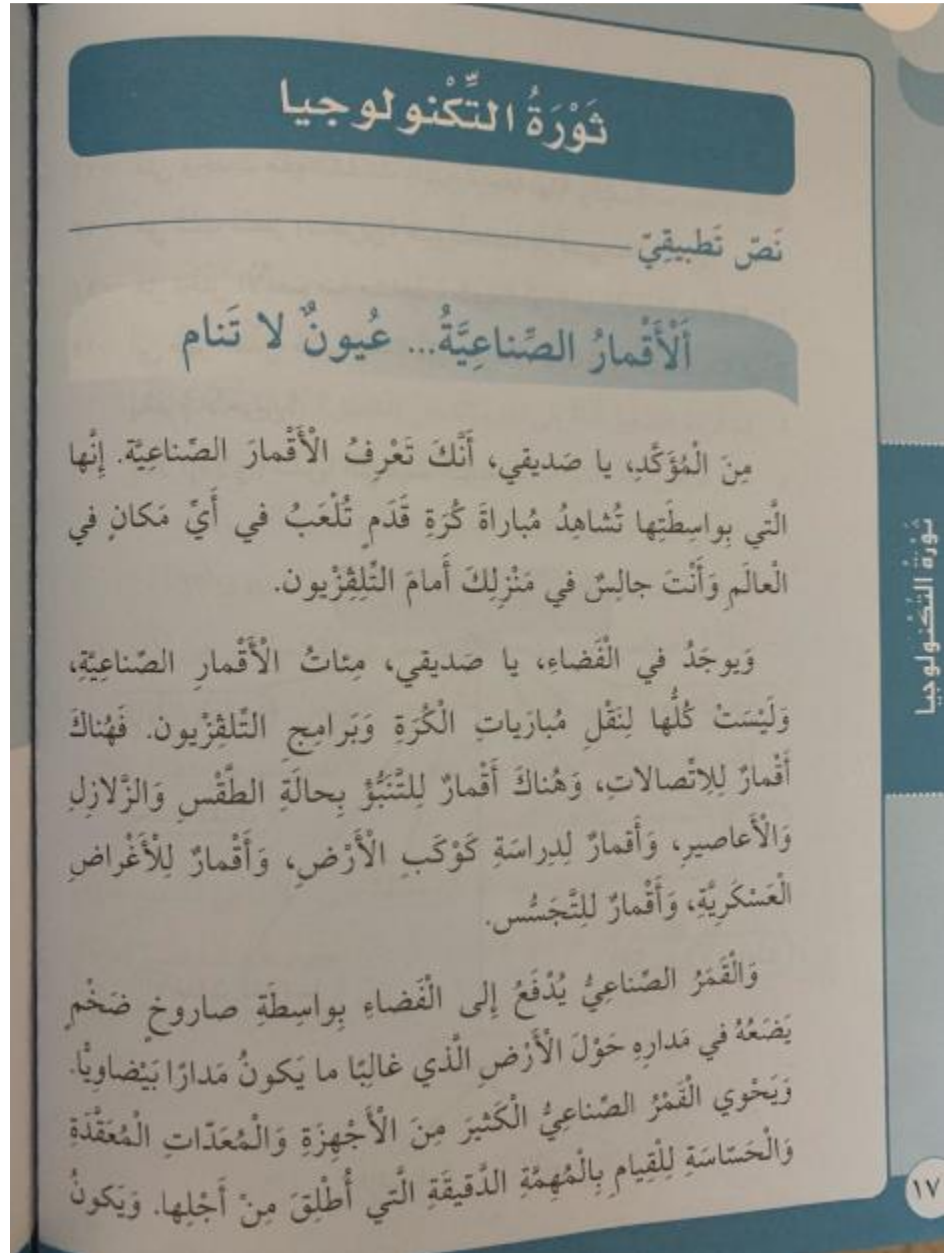 ثَوْرَةُ التِّكْنولوجيا
نَصّ تَطبيقِيّ
أَلْأَقْمارُ الصِّناعِيَّةُ... عُيونٌ لا تَنام
مِنَ الْمُؤَكَّدِ، يا صَديقي، أَنَّكَ تَعْرِفُ الْأَقْمارَ الصِّناعِيَّة. إِنَّها
الَّتي بِواسِطَتِها تُشاهِدُ مُباراةَ كُرَةِ قَدَمٍ تُلْعَبُ في أَيِّ مَكانٍ في
الْعالَمِ وَأَنْتَ جالِسٌ في مَنْزِلِكَ أَمامَ التِّلِفِزْيون.
وَيوجَدُ في الْفَضاءِ، يا صَديقي، مِئاتُ الْأَقْمارِ الصِّناعِيَّةِ،
وَلَيْسَتْ كُلُّها لِنَقْلِ مُبارَياتِ الْكُرَةِ وَبَرامِجِ التِّلفِزْيون. فَهُناكَ
أَقْمارٌ لِلِاتِّصالاتِ، وَهُناكَ أَقْمارٌ لِلتَّنَبُّؤِ بِحالَةِ الطَّقْسِ وَالزَّلازِلِ
وَالْأَعاصيرِ، وَأَقمارٌ لِدِراسَةِ كَوْكَبِ الْأَرْضِ، وَأَقْمارٌ لِلْأَغْراضِ
الْعَسْكَرِيَّةِ، وَأَقْمارٌ لِلتَّجَسُّس.
وَالْقَمَرُ الصِّناعِيُّ يُدْفَعُ إِلى الْفَضاءِ بِواسِطَةِ صاروخٍ ضَخْمٍ
يَضَعُهُ في مَدارِهِ حَوْلَ الْأَرْضِ الَّذي غالِبًا ما يَكونُ مَدارًا بَيْضاوِيًّا.
وَيَحْوي الْقَمَرُ الصِّناعِيُّ الْكَثيرَ مِنَ الْأَجْهِزَةِ وَالْمُعَدّاتِ الْمُعَقَّدَةِ
وَالْحَسّاسَةِ لِلْقِيامِ بِالْمُهِمَّةِ الدَّقيقَةِ الَّتي أُطْلِقَ مِنْ أَجْلِها. وَيَكونُ
ثَوْرَةُ التِّكْنولوجيا
١٧